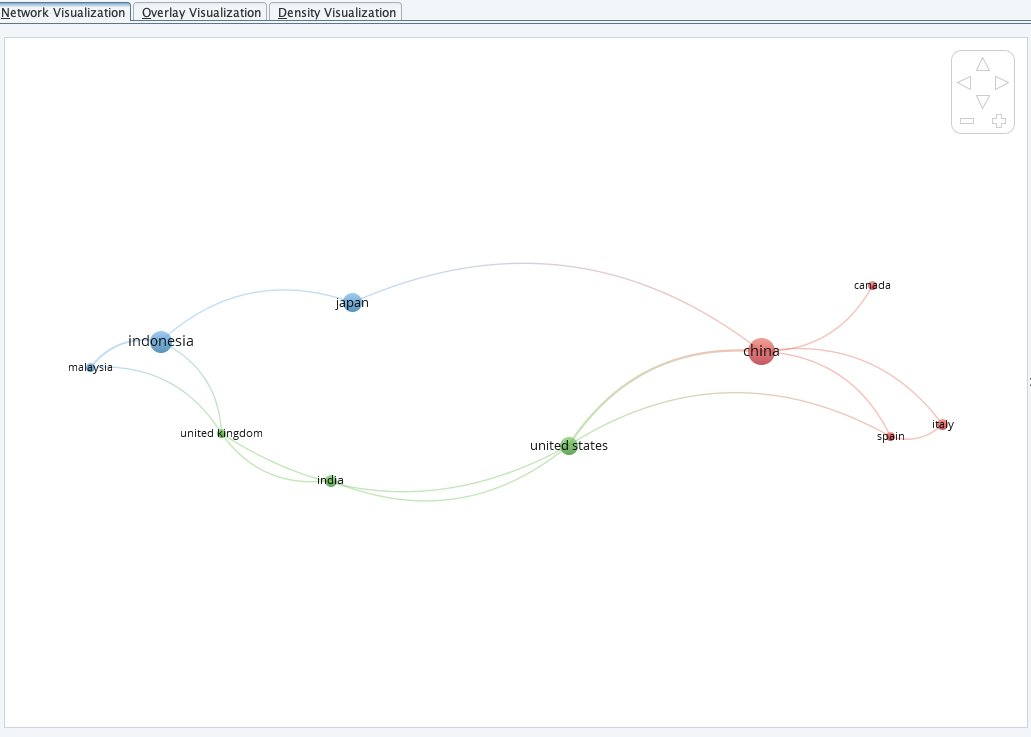 Network Visualization
Overlay Visualization
Density Visualization
canada
japan
indonesia
china
malaysia
italy
united kingdom
spain
united states
india